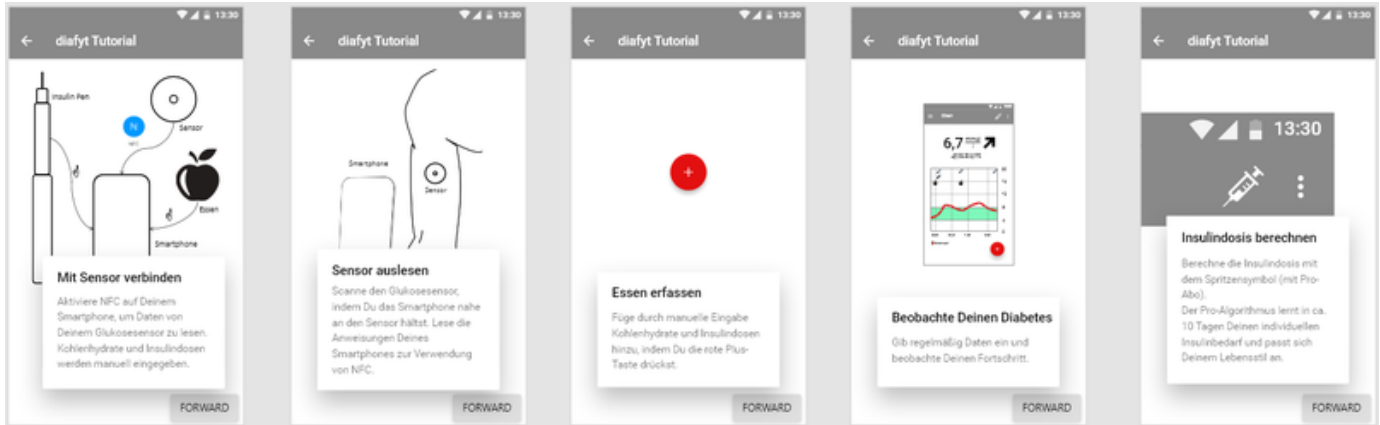 13:30
diafyt Tutorial
Insulin Pen
N
NFC
Sensor
Essen
Smartphone
Mit Sensor verbinden
Aktiviere NFC auf Deinem
Smartphone, um Daten von
Deinem Glukosesensor zu lesen.
Kohlenhydrate und Insulindosen
werden manuell eingegeben.
FORWARD
13:30
diafyt Tutorial
Smartphone
Sensor
Sensor auslesen
Scanne den Glukosesensor,
indem Du das Smartphone nahe
an den Sensor hältst. Lese die
Anweisungen Deines
Smartphones zur Verwendung
von NFC.
FORWARD
13:30
diafyt Tutorial
+
Essen erfassen
Füge durch manuelle Eingabe
Kohlenhydrate und Insulindosen
hinzu, indem Du die rote Plus-
Taste drückst.
FORWARD
13:30
diafyt Tutorial
6,7
+
Beobachte Deinen Diabetes
Gib regelmäßig Daten ein und
beobachte Deinen Fortschritt.
FORWARD
13:30
diafyt Tutorial
13:30
Insulindosis berechnen
Berechne die Insulindosis mit
dem Spritzensymbol (mit Pro-
Abo).
Der Pro-Algorithmus lernt in ca.
10 Tagen Deinen individuellen
Insulinbedarf und passt sich
Deinem Lebensstil an.
FORWARD